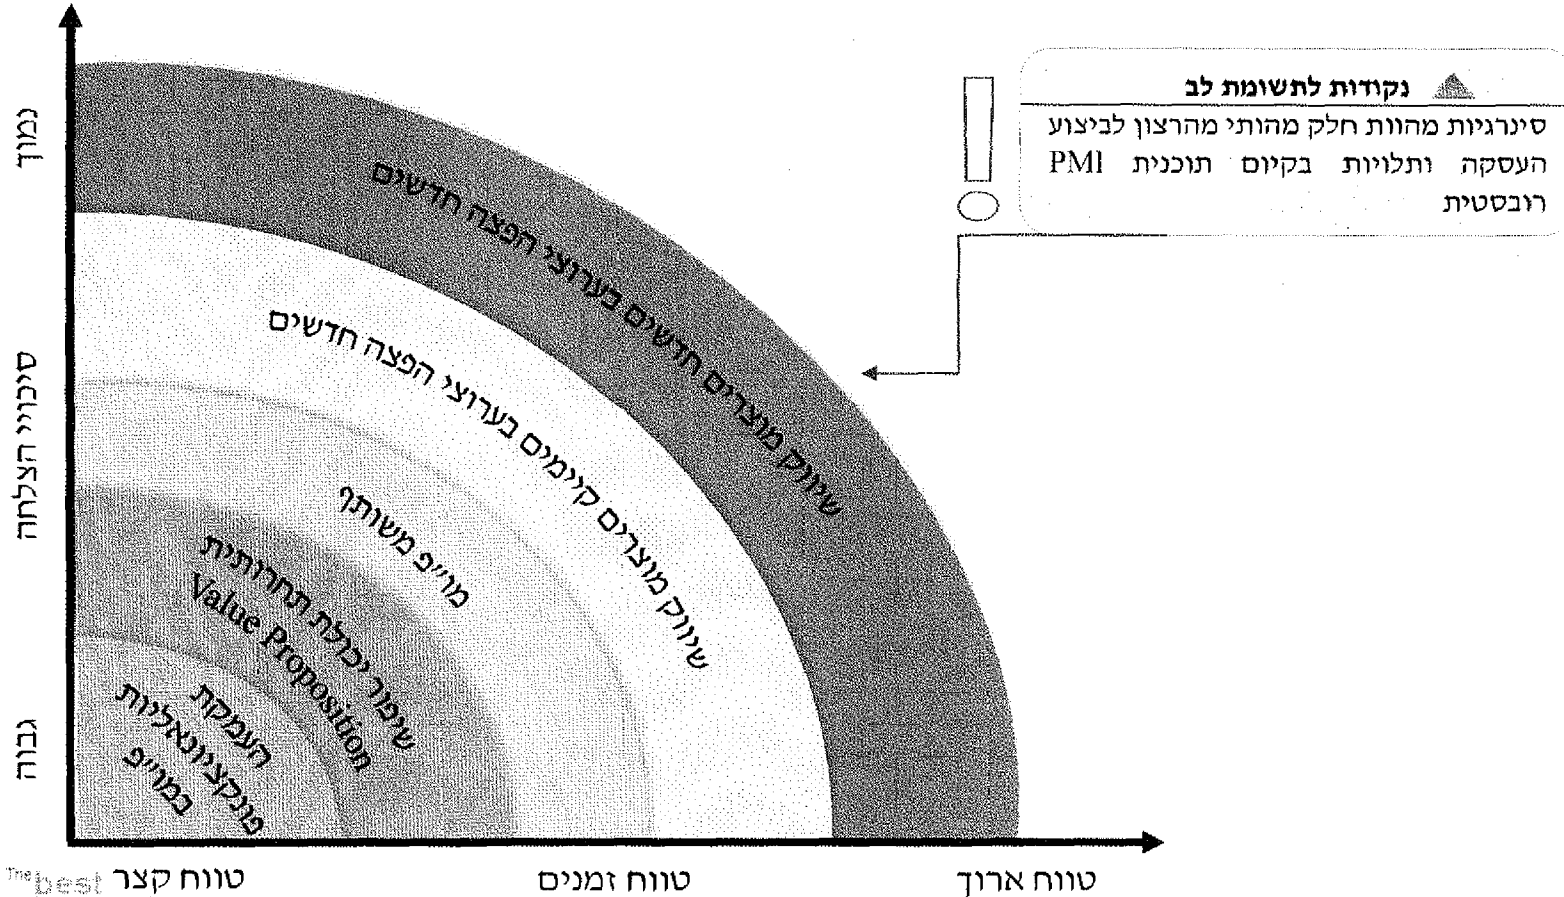 נקודות לתשומת לב
סינרגיות מהוות חלק מהותי מהרצון לביצוע
העסקה ותלויות בקיום תוכנית PMI
רובסטית
נמוך
סיכויי הצלחה
גבוה
שיווק מוצרים חדשים בערוצי הפצה חדשים
שיווק מוצרים קיימים בערוצי הפצה חדשים
מו"פ משותף
שיפור יכולת תחרותית
Value Proposition
העמקת
פונקציונאליות
במו"פ
טווח קצר
טווח זמנים
טווח ארוך
The best